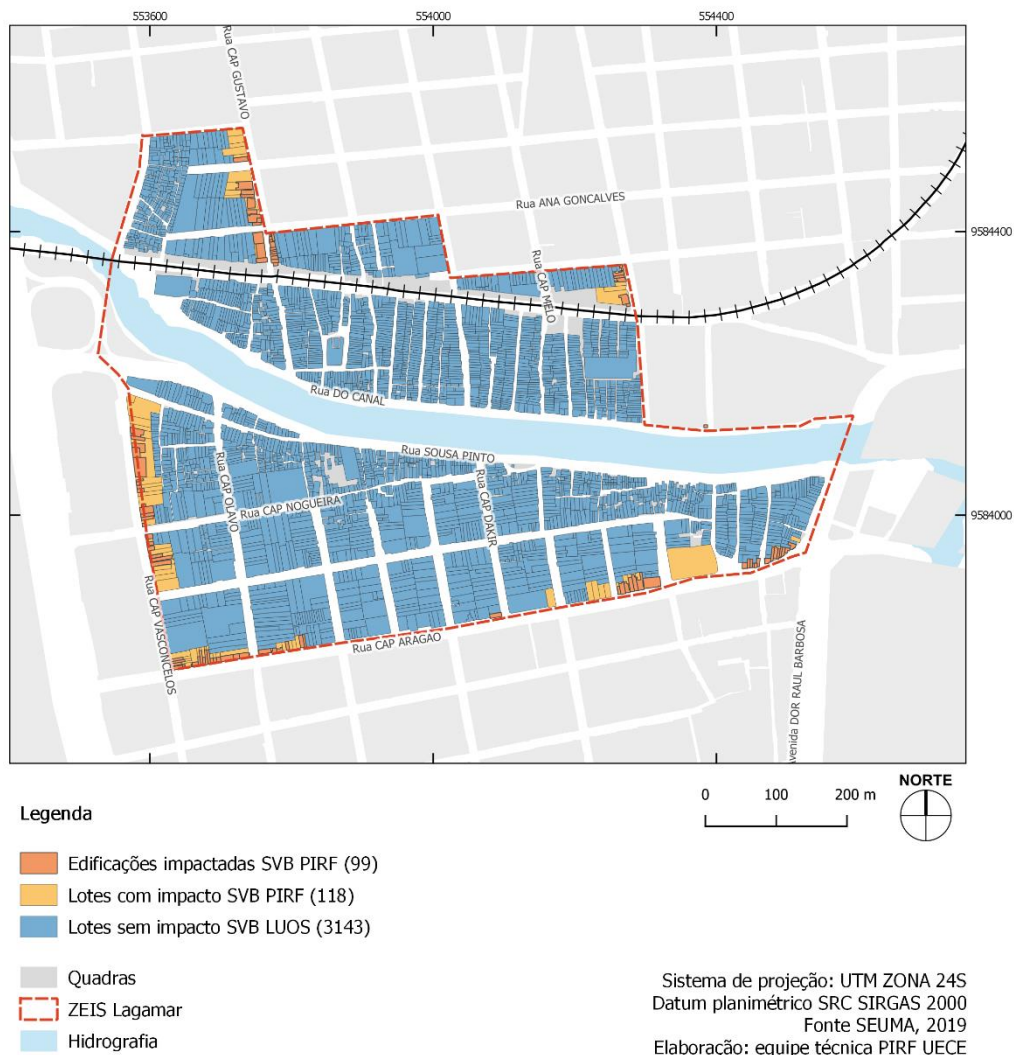 553600
554000
554400
Rua CAP GUSTAVO
Rua ANA GONCALVES
9584400
Rua CAP MELO
Rua DO CANAL
Rua SOUSA PINTO
Rua CAP OLAVO
Rua CAP NOGUEIRA
Rua CAP DAKIR
9584000
Rua CAP VASCONCELOS
Rua CAP ARAGAO
Avenida DOR RAUL BARBOSA
0 100 200 m
NORTE
Legenda
Edificações impactadas SVB PIRF (99)
Lotes com impacto SVB PIRF (118)
Lotes sem impacto SVB LUOS (3143)
Quadras
ZEIS Lagamar
Hidrografia
Sistema de projeção: UTM ZONA 24S
Datum planimétrico SRC SIRGAS 2000
Fonte SEUMA, 2019
Elaboração: equipe técnica PIRF UECE